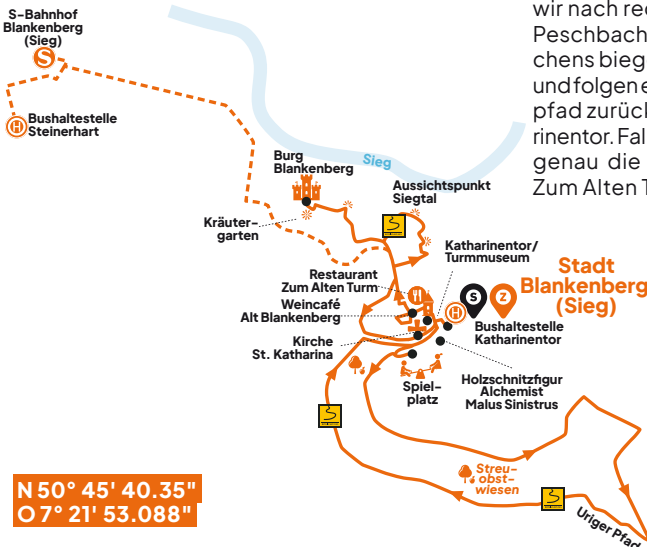 S-Bahnhof
Blankenberg
(Sieg)
S
H
Bushaltestelle
Steinerhart
wir nach
Peschbach
chens
und folgen
pfad zurück
rinentor.
genau die
Zum Alten
Sieg
Burg
Blankenberg
Kräuter-
garten
Aussichtspunkt
Siegtal
Katharinentor/
Turmmuseum
Restaurant
Zum Alten Turm
Weincafé
Alt Blankenberg
Kirche
St. Katharina
Stadt
Blankenberg
(Sieg)
H
S
Z
Bushaltestelle
Katharinentor
Spiel-
platz
Holzschnitzfigur
Alchemist
Malus Sinistrus
Streu-
obst-
wiesen
Uriger Pfad
N 50° 45' 40.35"
O 7° 21' 53.088"